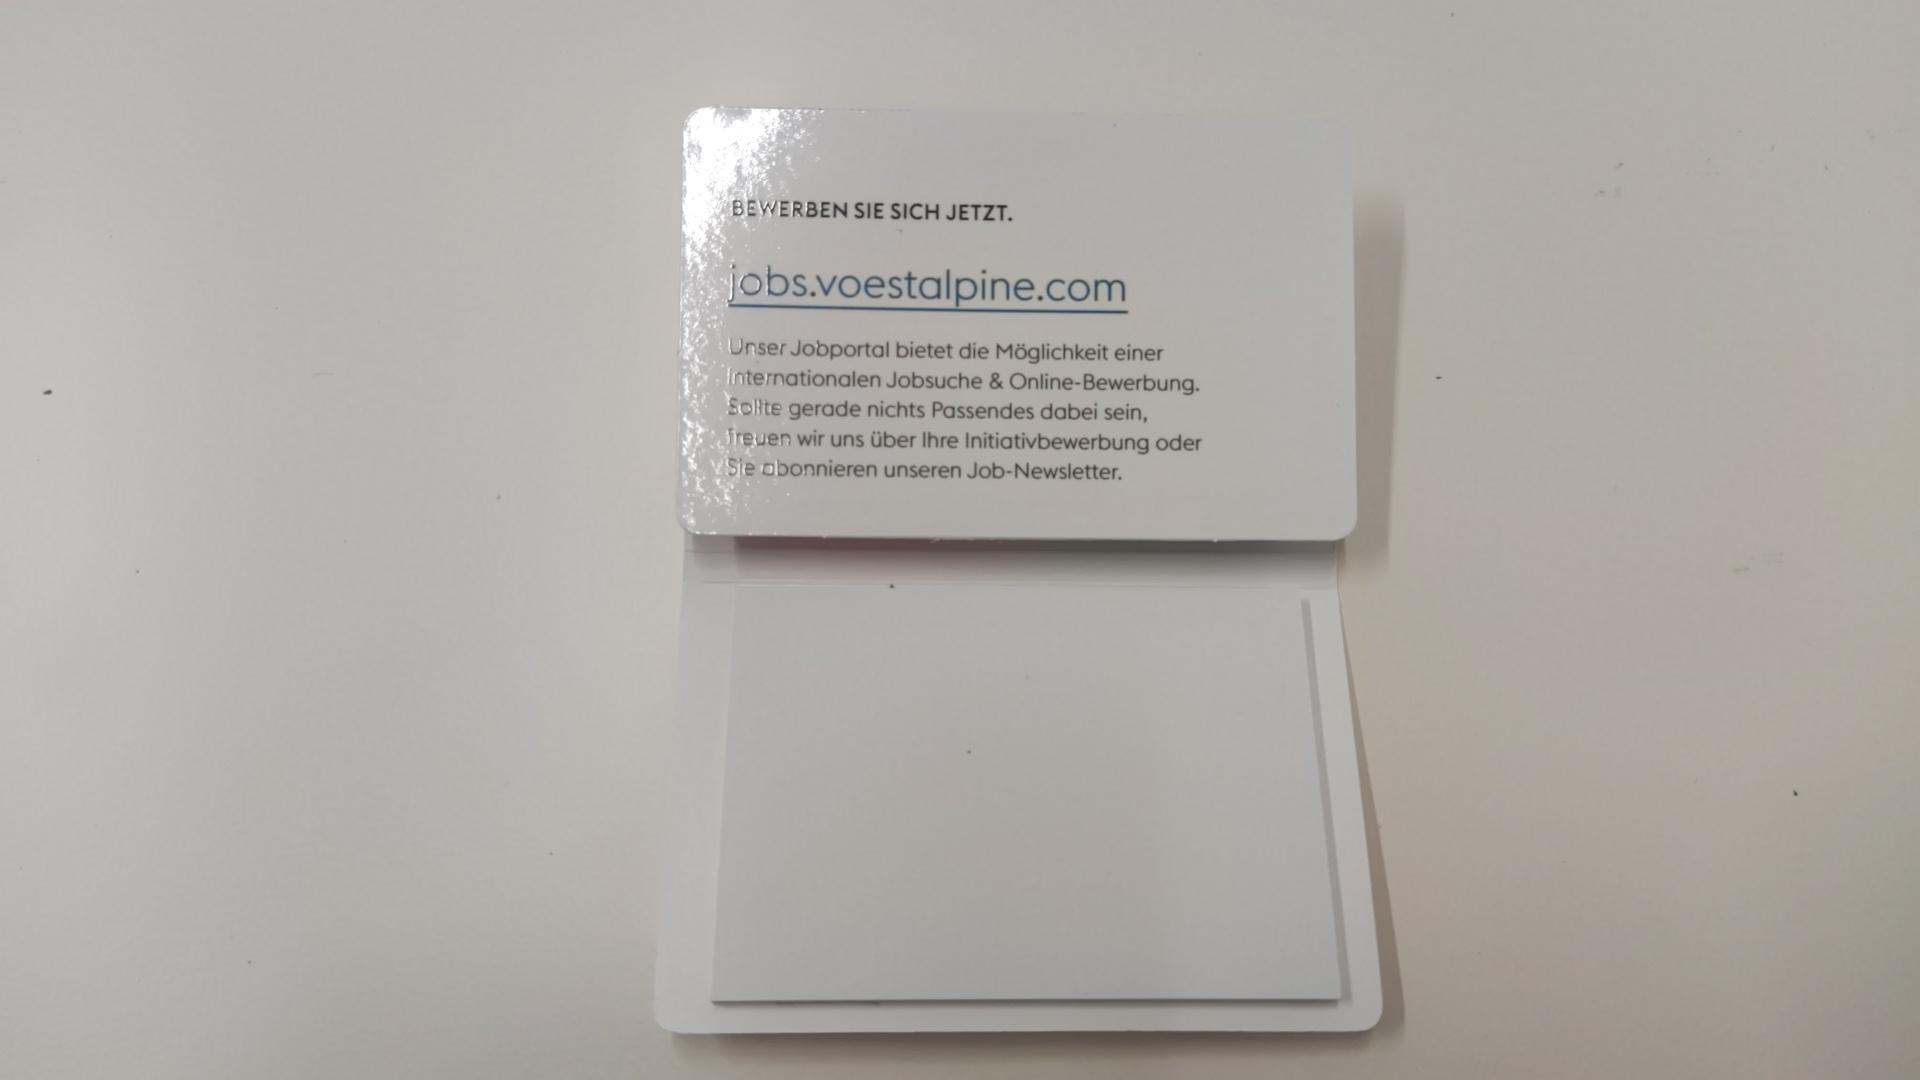 BEWERBEN SIE SICH JETZT.
jobs.voestalpine.com
Unser Jobportal bietet die Möglichkeit einer
internationalen Jobsuche & Online-Bewerbung.
Sollte gerade nichts Passendes dabei sein,
freuen wir uns über Ihre Initiativbewerbung oder
Sie abonnieren unseren Job-Newsletter.